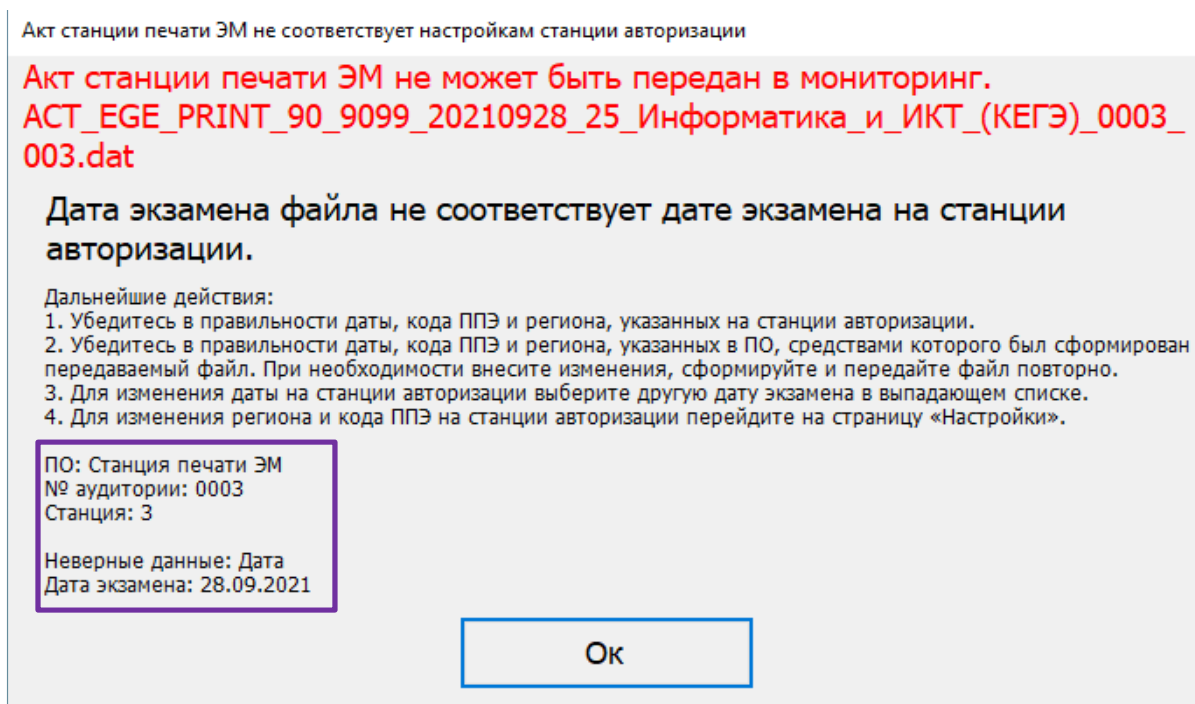 Акт станции печати ЭМ не соответствует настройкам станции авторизации
Акт станции печати ЭМ не может быть передан в мониторинг.
ACT_EGE_PRINT_90_9099_20210928_25_Информатика_и_ИКТ_(КЕГЭ)_0003_
003.dat
Дата экзамена файла не соответствует дате экзамена на станции
авторизации.
Дальнейшие действия:
1. Убедитесь в правильности даты, кода ППЭ и региона, указанных на станции авторизации.
2. Убедитесь в правильности даты, кода ППЭ и региона, указанных в ПО, средствами которого был сформирован
передаваемый файл. При необходимости внесите изменения, сформируйте и передайте файл повторно.
3. Для изменения даты на станции авторизации выберите другую дату экзамена в выпадающем списке.
4. Для изменения региона и кода ППЭ на станции авторизации перейдите на страницу «Настройки».
ПО: Станция печати ЭМ
№ аудитории: 0003
Станция: 3
Неверные данные: Дата
Дата экзамена: 28.09.2021
Ок